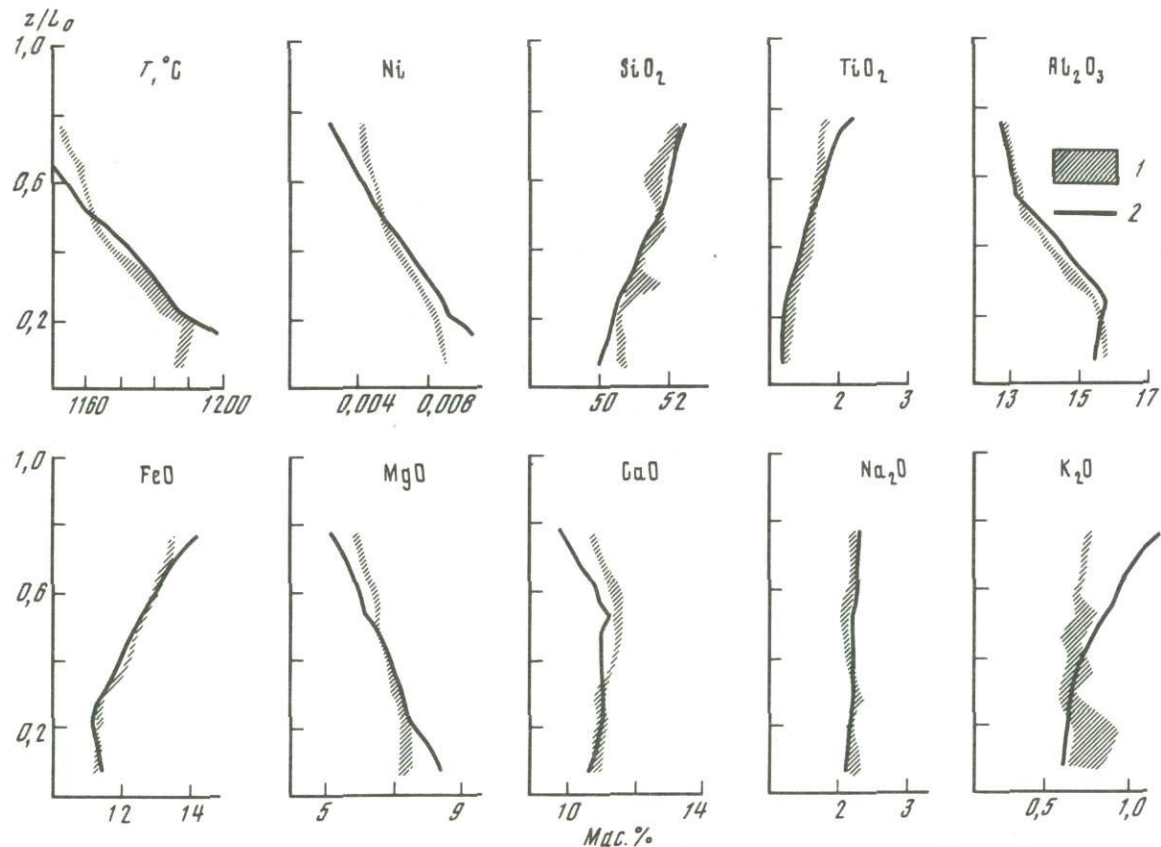 z/L₀
1,0
T, °C
Ni
SiO₂
TiO₂
Al₂O₃
1
0,6
2
0,2
1160 1200
0,004 0,008
50 52
2 3
13 15 17
1,0
FeO
MgO
CaO
Na₂O
K₂O
0,6
0,2
12 14
5 9
10 14
2 3
0,5 1,0
Мас.%